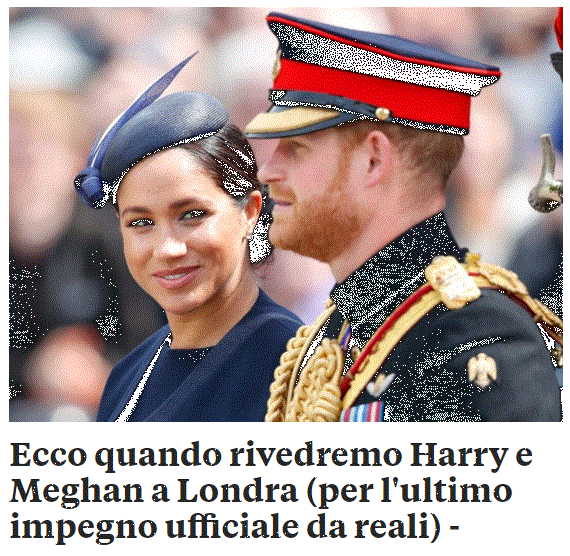 Ecco quando rivedremo Harry e
Meghan a Londra (per l'ultimo
impegno ufficiale da reali) -